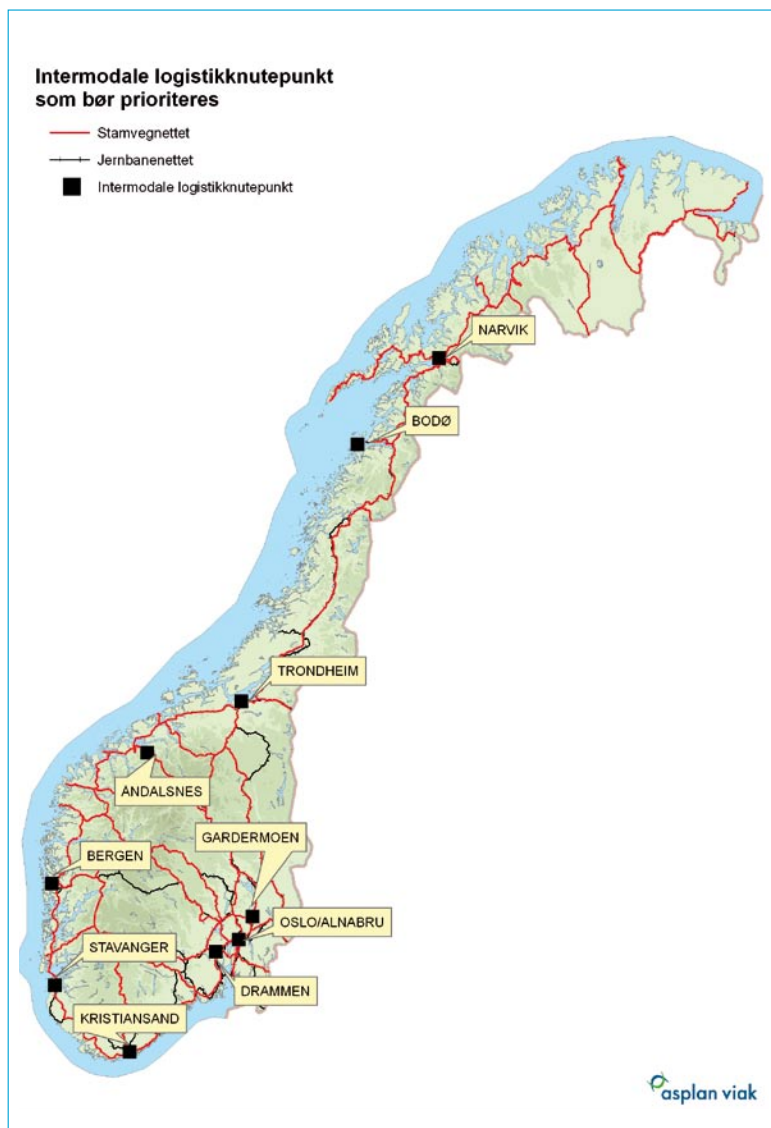 Intermodale logistikknutepunkt
som bør prioriteres
Stamvegnettet
Jernbanenettet
Intermodale logistikknutepunkt
NARVIK
BODØ
TRONDHEIM
ÅNDALSNES
GARDERMOEN
BERGEN
OSLO/ALNABRU
STAVANGER
DRAMMEN
KRISTIANSAND
asplan viak